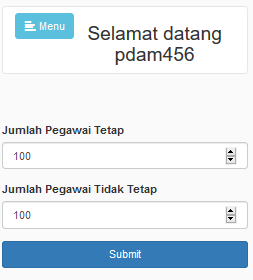 Menu
Selamat datang
pdam456
Jumlah Pegawai Tetap
100
Jumlah Pegawai Tidak Tetap
100
Submit